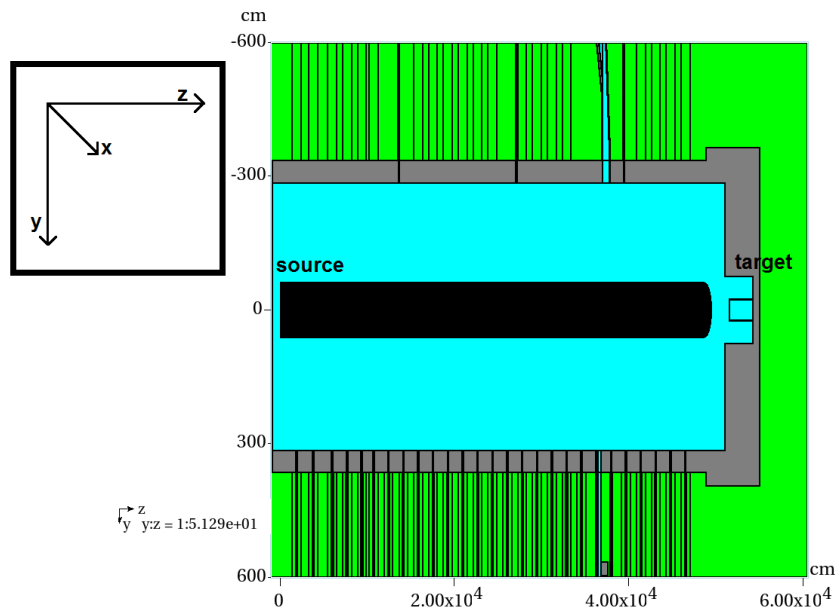 cm
-600
z
x
y
-300
source
target
0
300
z
y y:z = 1:5.129e+01
600
cm
0
2.00x10⁴
4.00x10⁴
6.00x10⁴